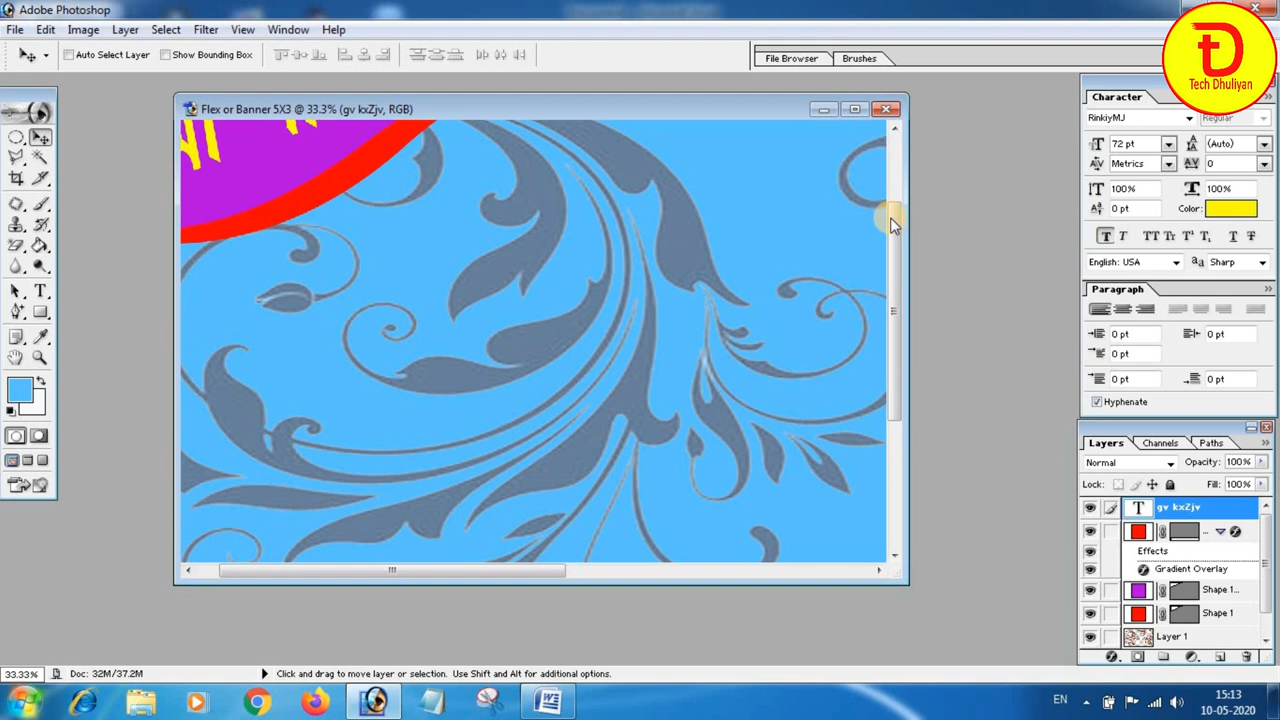 Adobe Photoshop
File Edit Image Layer Select Filter View Window Help
Auto Select Layer Show Bounding Box
File Browser Brushes
t
Tech Dhuliyan
Flex or Banner 5X3 @ 33.3% (gv kxZjv, RGB)
Character
RinkiyMJ Regular
72 pt (Auto)
Metrics 0
100% 100%
0 pt Color:
T T TT Tr T¹ T₁ T T
English: USA aa Sharp
Paragraph
0 pt 0 pt
0 pt
0 pt 0 pt
Hyphenate
Layers Channels Paths
Normal Opacity: 100%
Lock: Fill: 100%
T gv kxZjv
...
Effects
Gradient Overlay
Shape 1...
Shape 1
Layer 1
33.33% Doc: 32M/37.2M Click and drag to move layer or selection. Use Shift and Alt for additional options.
EN 15:13
10-05-2020